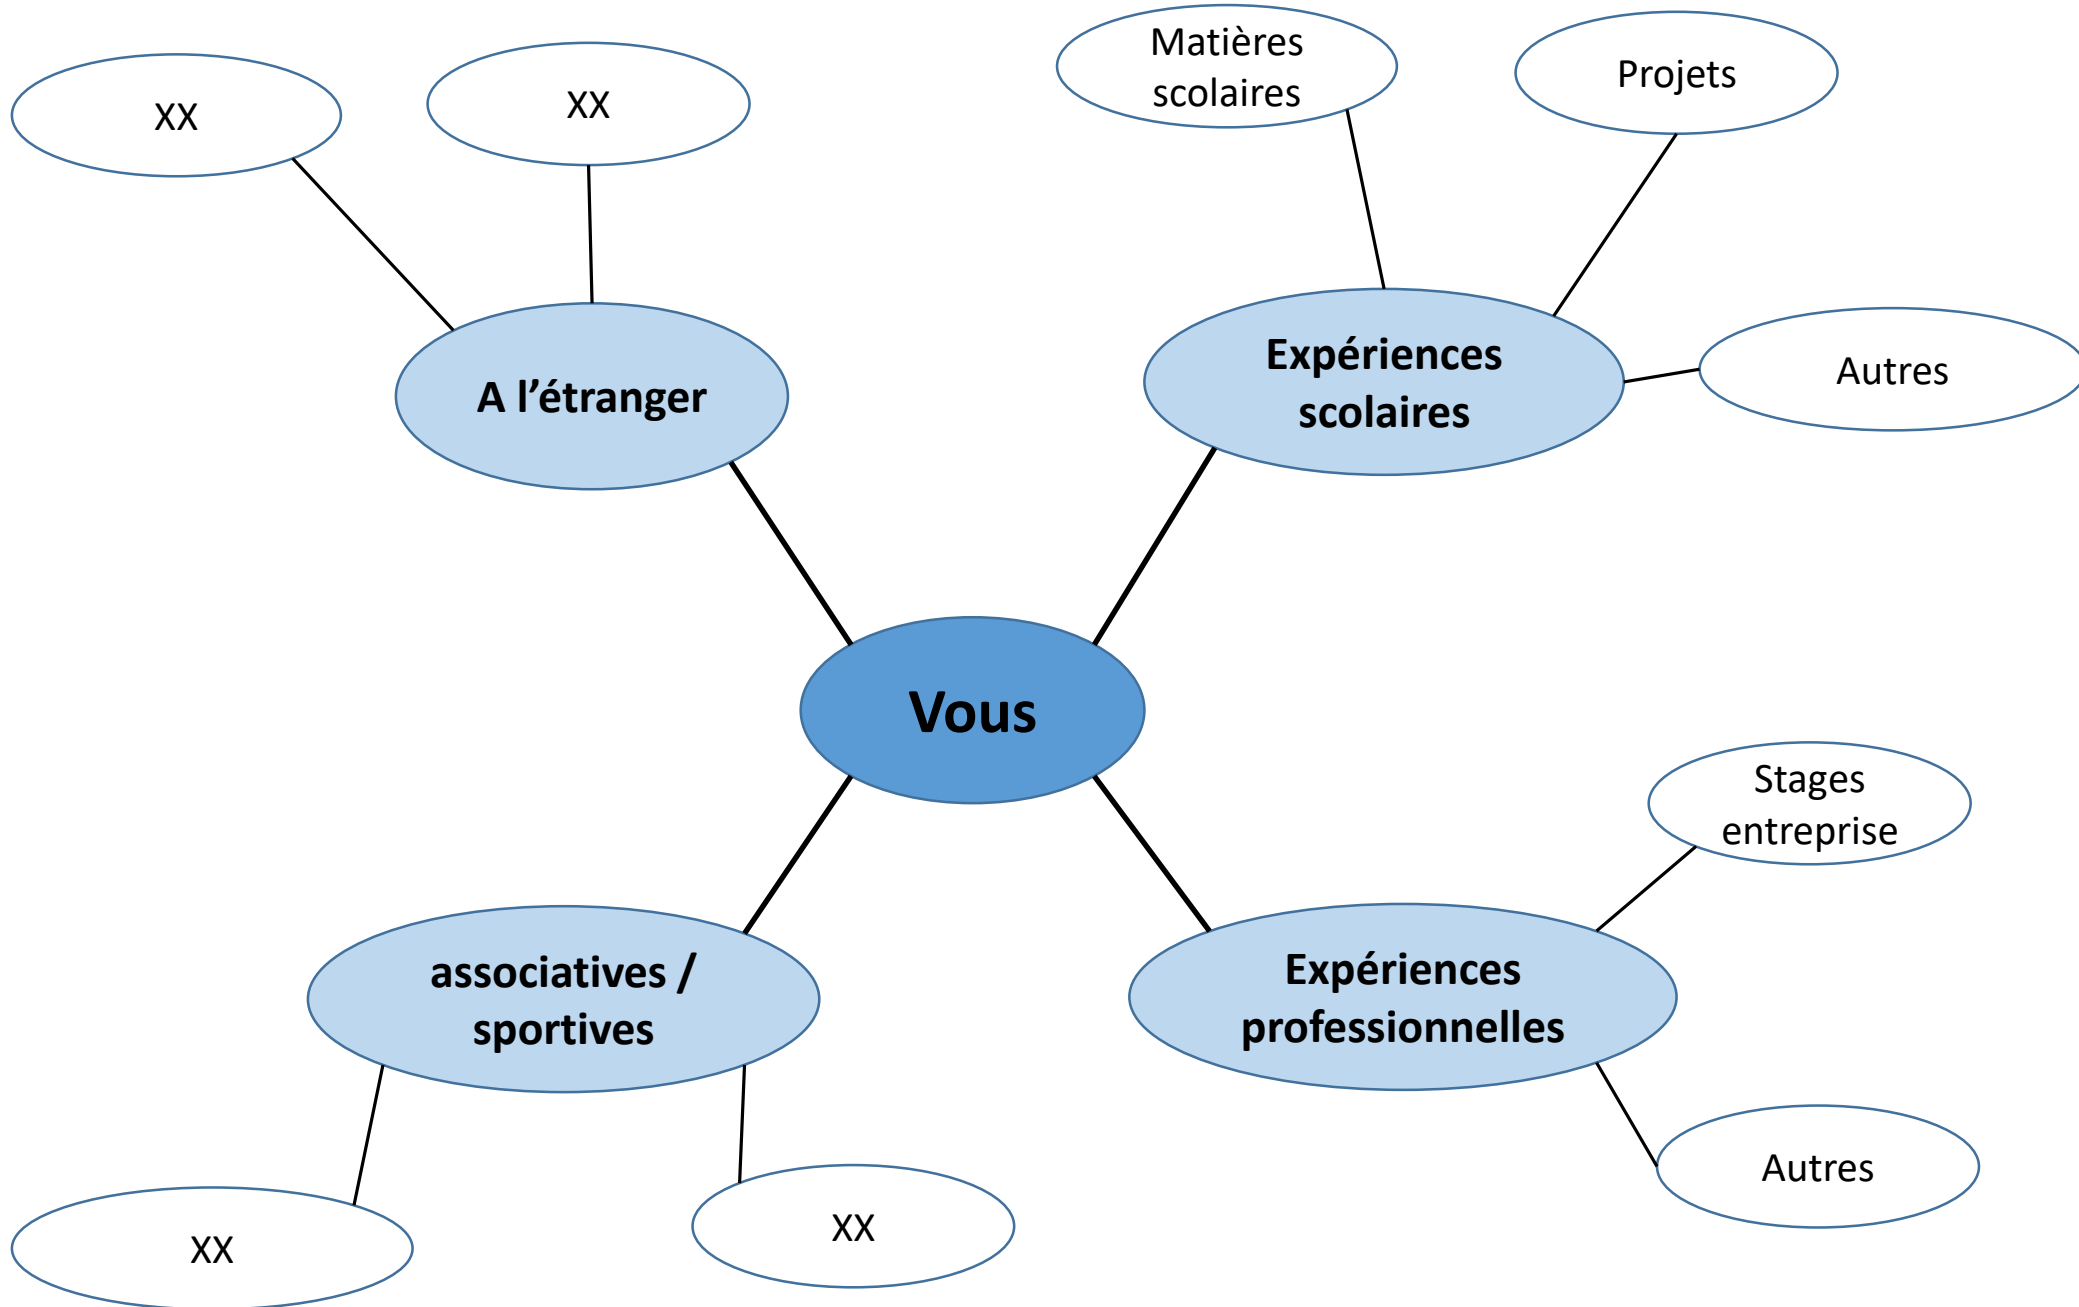 XX
XX
Matières
scolaires
Projets
A l’étranger
Expériences
scolaires
Autres
Vous
Stages
entreprise
associatives /
sportives
Expériences
professionnelles
Autres
XX
XX